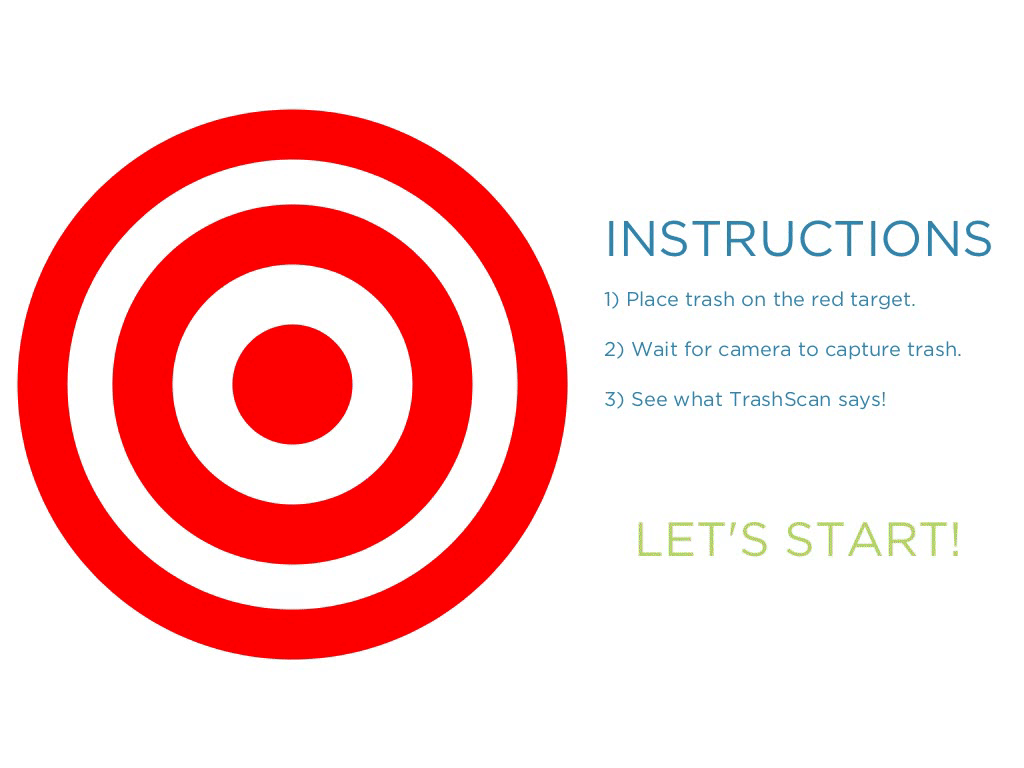 INSTRUCTIONS
1) Place trash on the red target.
2) Wait for camera to capture trash.
3) See what TrashScan says!
LET'S START!